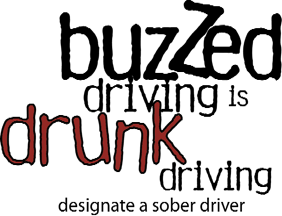 buzZed
driving is
drunk
driving
designate a sober driver